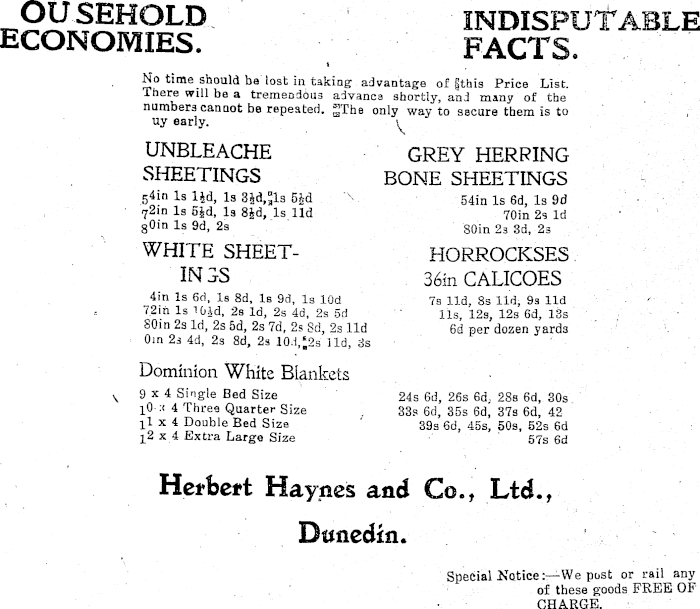 OUSEHOLD
ECONOMIES.
INDISPUTABLE
FACTS.
No time should be lost in taking advantage of this Price List.
There will be a tremendous advance shortly, and many of the
numbers cannot be repeated. The only way to secure them is to
uy early.
UNBLEACHE
SHEETINGS
54in 1s 1½d, 1s 3½d, 1s 5½d
72in 1s 5½d, 1s 8½d, 1s 11d
80in 1s 9d, 2s
GREY HERRING
BONE SHEETINGS
54in 1s 6d, 1s 9d
70in 2s 1d
80in 2s 3d, 2s
WHITE SHEET-
INGS
4in 1s 6d, 1s 8d, 1s 9d, 1s 10d
72in 1s 10½d, 2s 1d, 2s 4d, 2s 5d
80in 2s 1d, 2s 5d, 2s 7d, 2s 8d, 2s 11d
0in 2s 4d, 2s 8d, 2s 10d, 2s 11d, 3s
HORROCKSES
36in CALICOES
7s 11d, 8s 11d, 9s 11d
11s, 12s, 12s 6d, 13s
6d per dozen yards
Dominion White Blankets
9 x 4 Single Bed Size 24s 6d, 26s 6d, 28s 6d, 30s
10 x 4 Three Quarter Size 33s 6d, 35s 6d, 37s 6d, 42
11 x 4 Double Bed Size 39s 6d, 45s, 50s, 52s 6d
12 x 4 Extra Large Size 57s 6d
Herbert Haynes and Co., Ltd.,
Dunedin.
Special Notice:—We post or rail any
of these goods FREE OF
CHARGE.